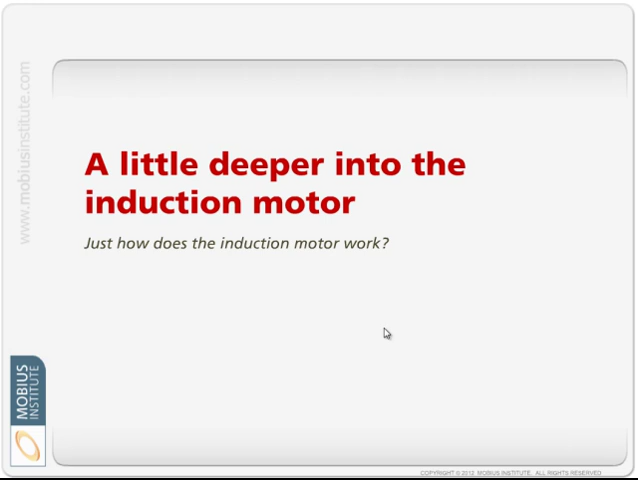 www.mobiusinstitute.com
A little deeper into the
induction motor
Just how does the induction motor work?
MOBIUS
INSTITUTE
COPYRIGHT © 2012 MOBIUS INSTITUTE. ALL RIGHTS RESERVED